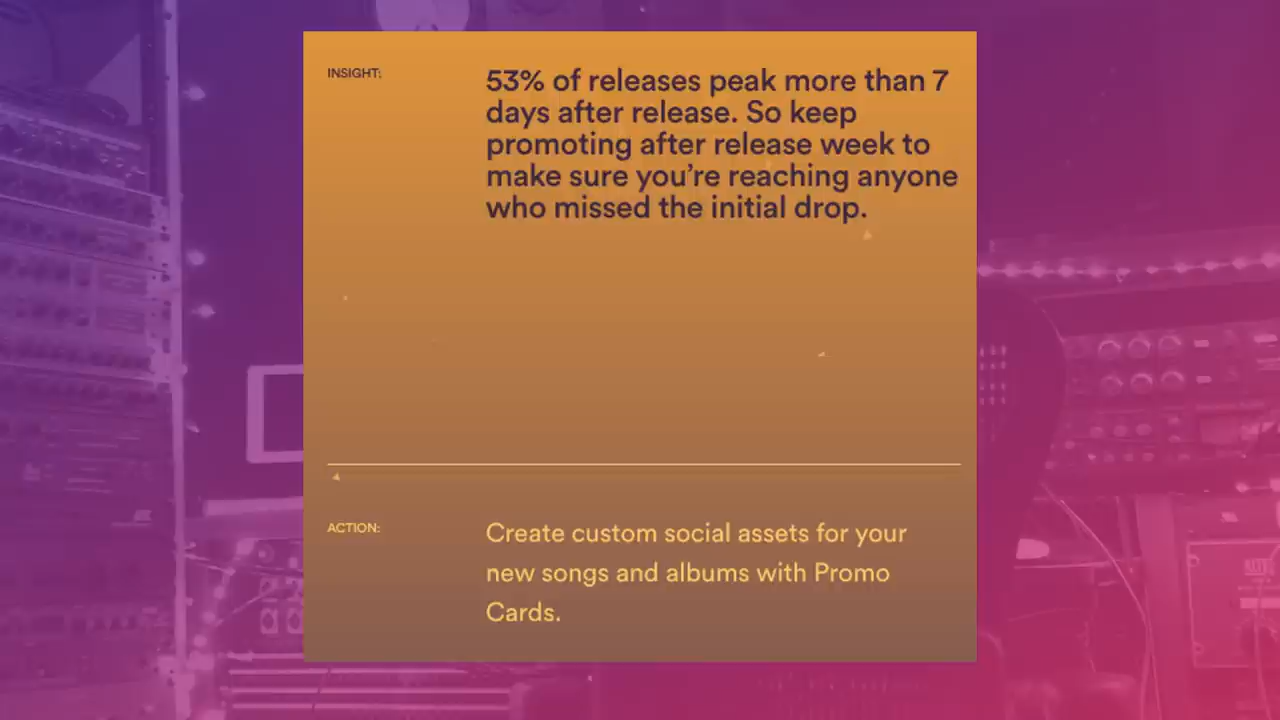 INSIGHT:
53% of releases peak more than 7
days after release. So keep
promoting after release week to
make sure you’re reaching anyone
who missed the initial drop.
ACTION:
Create custom social assets for your
new songs and albums with Promo
Cards.